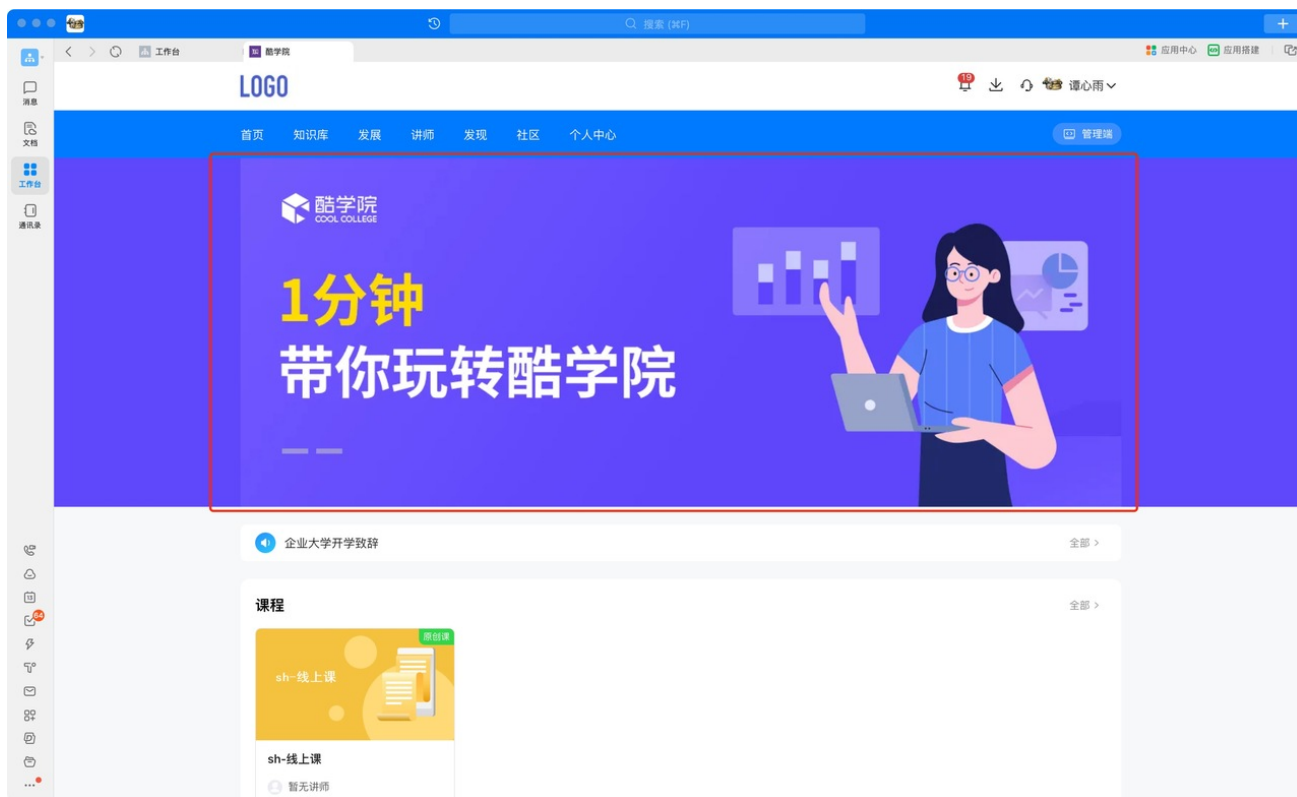 搜索 (⌘F)
工作台
酷学院
应用中心
应用搭建
消息
文档
工作台
通讯录
64
LOGO
19
谭心雨
首页 知识库 发展 讲师 发现 社区 个人中心
管理端
酷学院
COOL COLLEGE
1分钟
带你玩转酷学院
企业大学开学致辞
全部 >
课程
全部 >
原创课
sh-线上课
sh-线上课
暂无讲师